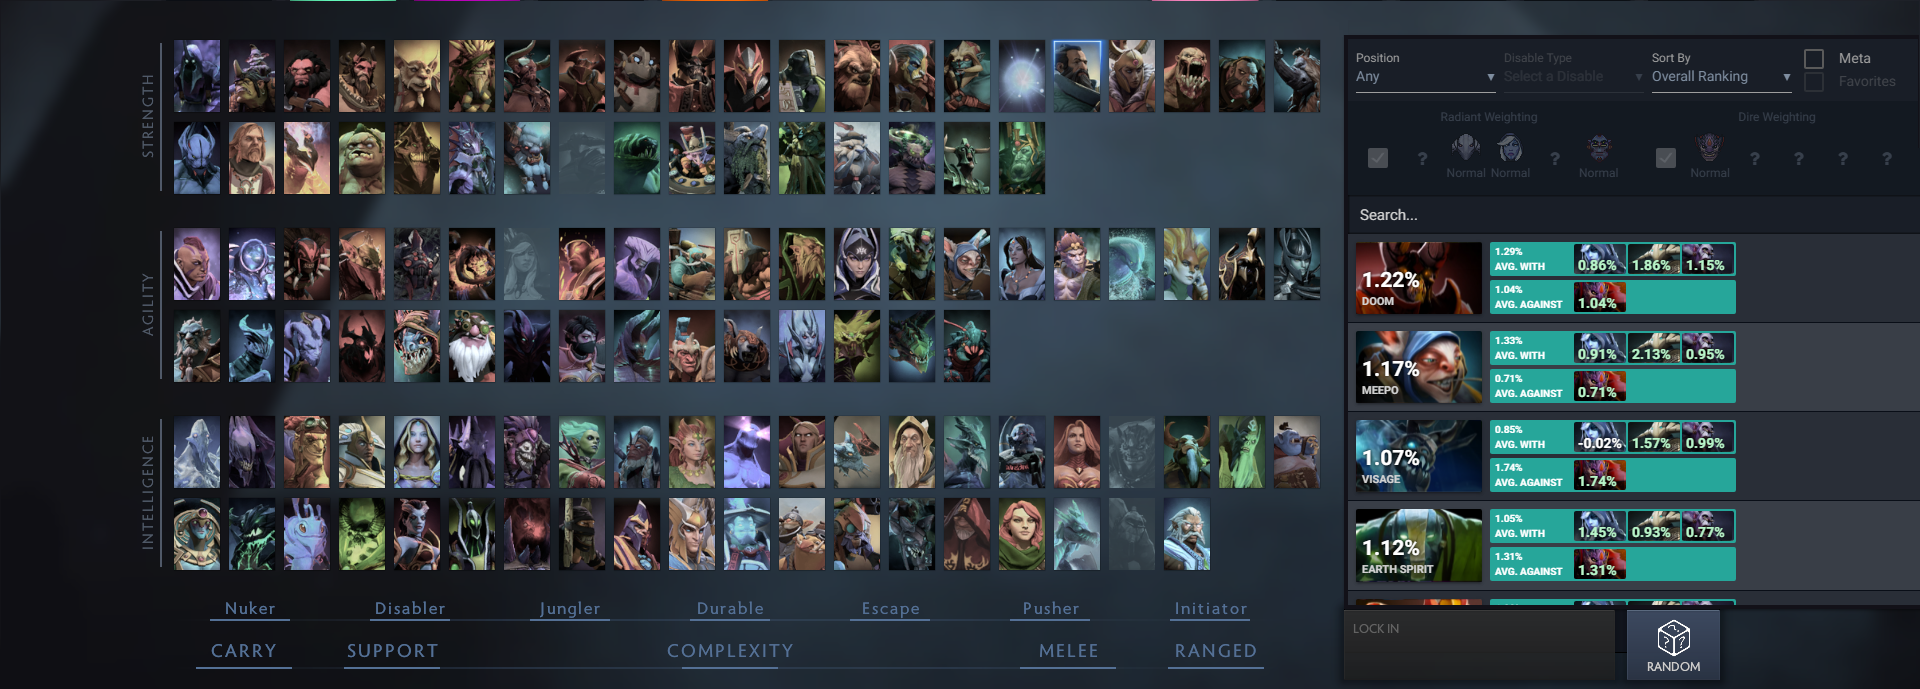 STRENGTH
AGILITY
INTELLIGENCE
Nuker
Disabler
Jungler
Durable
Escape
Pusher
Initiator
CARRY
SUPPORT
COMPLEXITY
MELEE
RANGED
Position
Any
Disable Type
Select a Disable
Sort By
Overall Ranking
Meta
Favorites
Radiant Weighting
Dire Weighting
? ? ? ? ? ?
Normal Normal Normal Normal
Search...
1.22%
DOOM
1.29%
AVG. WITH
0.86% 1.86% 1.15%
1.04%
AVG. AGAINST
1.04%
1.17%
MEEPO
1.33%
AVG. WITH
0.91% 2.13% 0.95%
0.71%
AVG. AGAINST
0.71%
1.07%
VISAGE
0.85%
AVG. WITH
-0.02% 1.57% 0.99%
1.74%
AVG. AGAINST
1.74%
1.12%
EARTH SPIRIT
1.05%
AVG. WITH
1.45% 0.93% 0.77%
1.31%
AVG. AGAINST
1.31%
LOCK IN
RANDOM